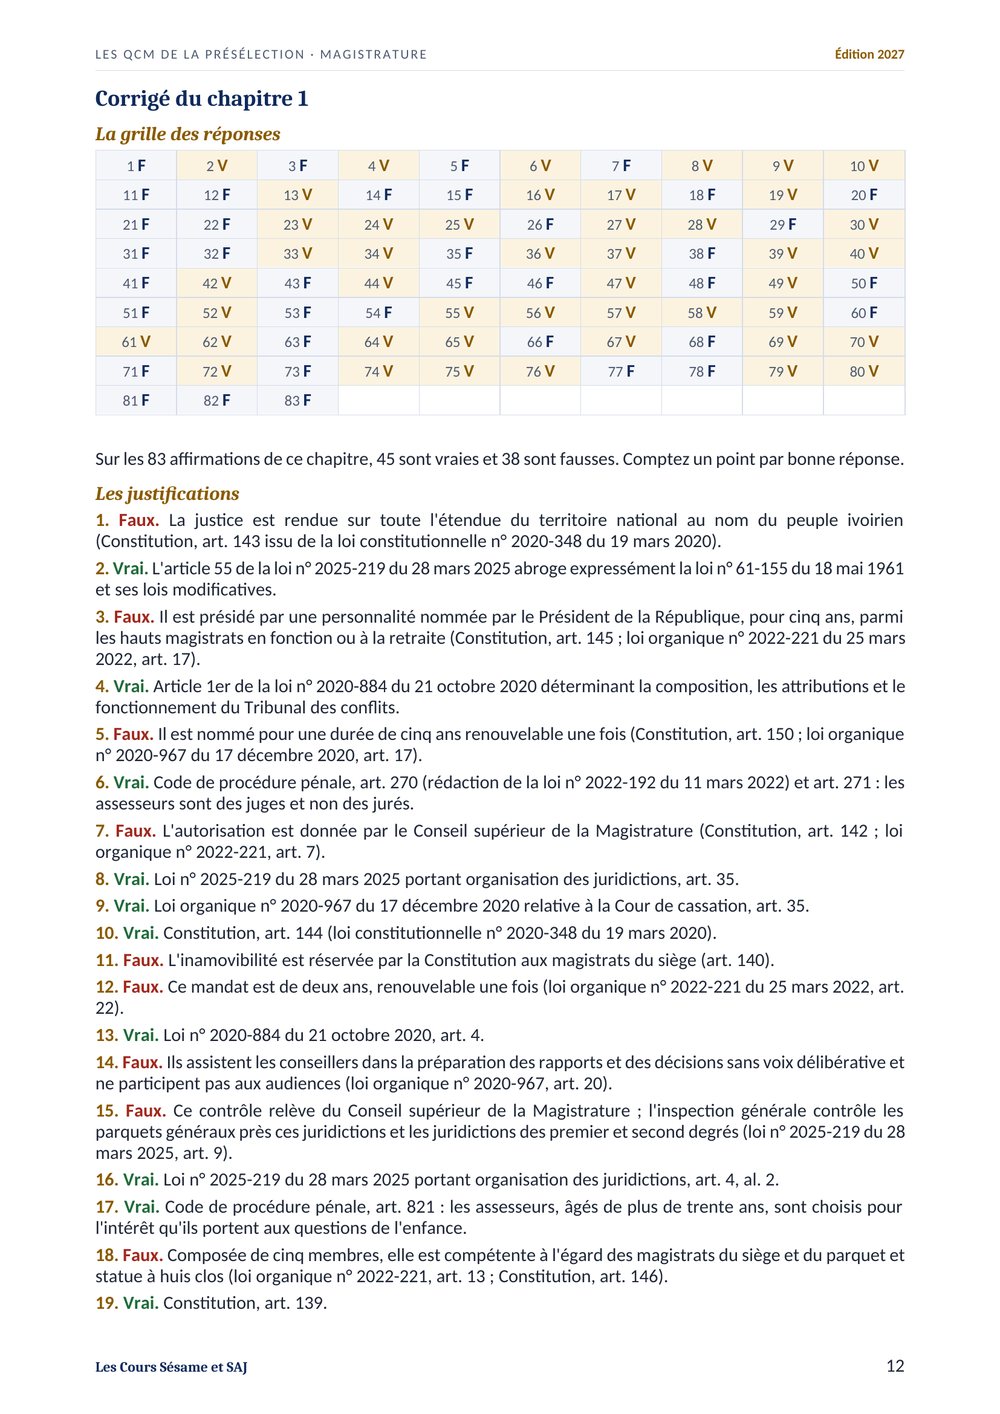 LES QCM DE LA PRÉSÉLECTION · MAGISTRATURE
Édition 2027
Corrigé du chapitre 1
La grille des réponses
1 F 2 V 3 F 4 V 5 F 6 V 7 F 8 V 9 V 10 V
11 F 12 F 13 V 14 F 15 F 16 V 17 V 18 F 19 V 20 F
21 F 22 F 23 V 24 V 25 V 26 F 27 V 28 V 29 F 30 V
31 F 32 F 33 V 34 V 35 F 36 V 37 V 38 F 39 V 40 V
41 F 42 V 43 F 44 V 45 F 46 F 47 V 48 F 49 V 50 F
51 F 52 V 53 F 54 F 55 V 56 V 57 V 58 V 59 V 60 F
61 V 62 V 63 F 64 V 65 V 66 F 67 V 68 F 69 V 70 V
71 F 72 V 73 F 74 V 75 V 76 V 77 F 78 F 79 V 80 V
81 F 82 F 83 F
Sur les 83 affirmations de ce chapitre, 45 sont vraies et 38 sont fausses. Comptez un point par bonne réponse.
Les justifications
1. Faux. La justice est rendue sur toute l'étendue du territoire national au nom du peuple ivoirien
(Constitution, art. 143 issu de la loi constitutionnelle n° 2020-348 du 19 mars 2020).
2. Vrai. L'article 55 de la loi n° 2025-219 du 28 mars 2025 abroge expressément la loi n° 61-155 du 18 mai 1961
et ses lois modificatives.
3. Faux. Il est présidé par une personnalité nommée par le Président de la République, pour cinq ans, parmi
les hauts magistrats en fonction ou à la retraite (Constitution, art. 145 ; loi organique n° 2022-221 du 25 mars
2022, art. 17).
4. Vrai. Article 1er de la loi n° 2020-884 du 21 octobre 2020 déterminant la composition, les attributions et le
fonctionnement du Tribunal des conflits.
5. Faux. Il est nommé pour une durée de cinq ans renouvelable une fois (Constitution, art. 150 ; loi organique
n° 2020-967 du 17 décembre 2020, art. 17).
6. Vrai. Code de procédure pénale, art. 270 (rédaction de la loi n° 2022-192 du 11 mars 2022) et art. 271 : les
assesseurs sont des juges et non des jurés.
7. Faux. L'autorisation est donnée par le Conseil supérieur de la Magistrature (Constitution, art. 142 ; loi
organique n° 2022-221, art. 7).
8. Vrai. Loi n° 2025-219 du 28 mars 2025 portant organisation des juridictions, art. 35.
9. Vrai. Loi organique n° 2020-967 du 17 décembre 2020 relative à la Cour de cassation, art. 35.
10. Vrai. Constitution, art. 144 (loi constitutionnelle n° 2020-348 du 19 mars 2020).
11. Faux. L'inamovibilité est réservée par la Constitution aux magistrats du siège (art. 140).
12. Faux. Ce mandat est de deux ans, renouvelable une fois (loi organique n° 2022-221 du 25 mars 2022, art.
22).
13. Vrai. Loi n° 2020-884 du 21 octobre 2020, art. 4.
14. Faux. Ils assistent les conseillers dans la préparation des rapports et des décisions sans voix délibérative et
ne participent pas aux audiences (loi organique n° 2020-967, art. 20).
15. Faux. Ce contrôle relève du Conseil supérieur de la Magistrature ; l'inspection générale contrôle les
parquets généraux près ces juridictions et les juridictions des premier et second degrés (loi n° 2025-219 du 28
mars 2025, art. 9).
16. Vrai. Loi n° 2025-219 du 28 mars 2025 portant organisation des juridictions, art. 4, al. 2.
17. Vrai. Code de procédure pénale, art. 821 : les assesseurs, âgés de plus de trente ans, sont choisis pour
l'intérêt qu'ils portent aux questions de l'enfance.
18. Faux. Composée de cinq membres, elle est compétente à l'égard des magistrats du siège et du parquet et
statue à huis clos (loi organique n° 2022-221, art. 13 ; Constitution, art. 146).
19. Vrai. Constitution, art. 139.
Les Cours Sésame et SAJ
12